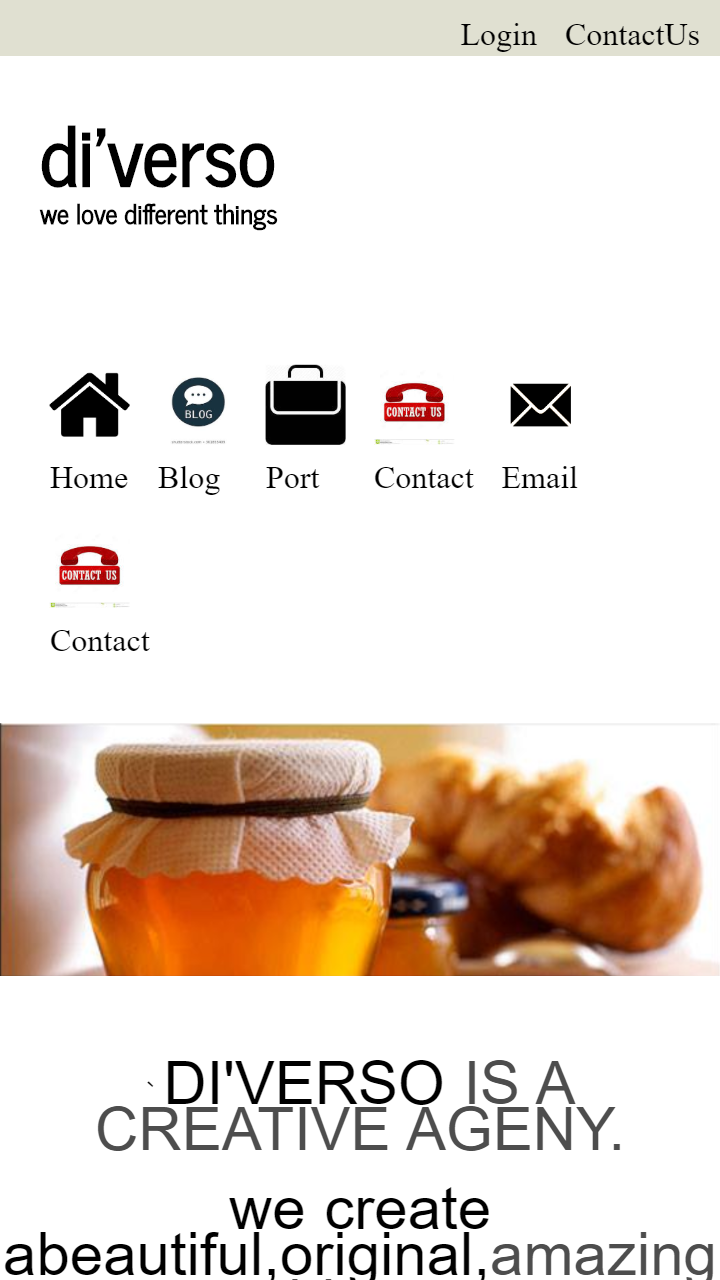 Login ContactUs
di'verso
we love different things
BLOG
CONTACT US
Home Blog Port Contact Email
CONTACT US
Contact
` DI'VERSO IS A
CREATIVE AGENY.
we create
abeautiful,original,amazing